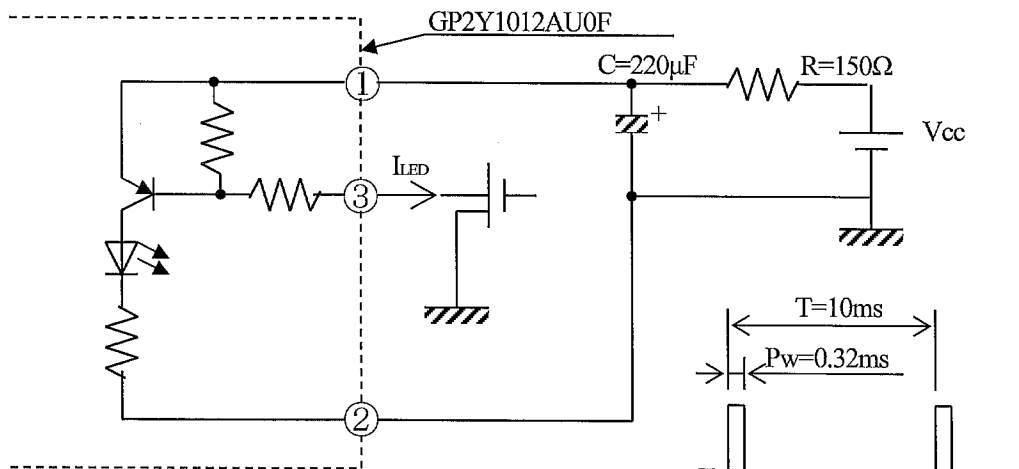 GP2Y1012AU0F
C=220μF
R=150Ω
①
+
Vcc
ILED
③
T=10ms
Pw=0.32ms
②